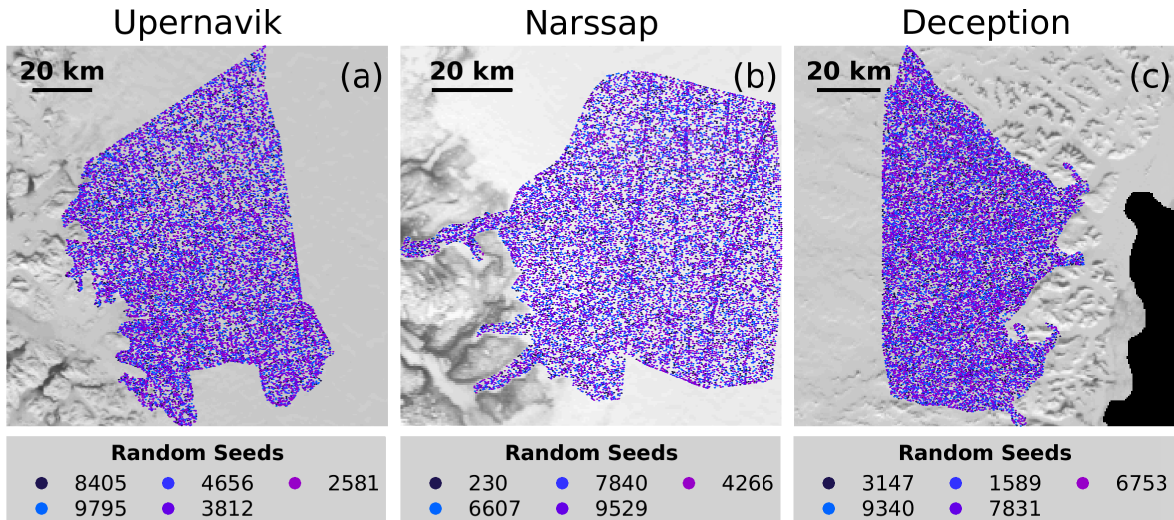 Upernavik
Narssap
Deception
20 km
(a)
20 km
(b)
20 km
(c)
Random Seeds
8405 4656 2581
9795 3812
Random Seeds
230 7840 4266
6607 9529
Random Seeds
3147 1589 6753
9340 7831